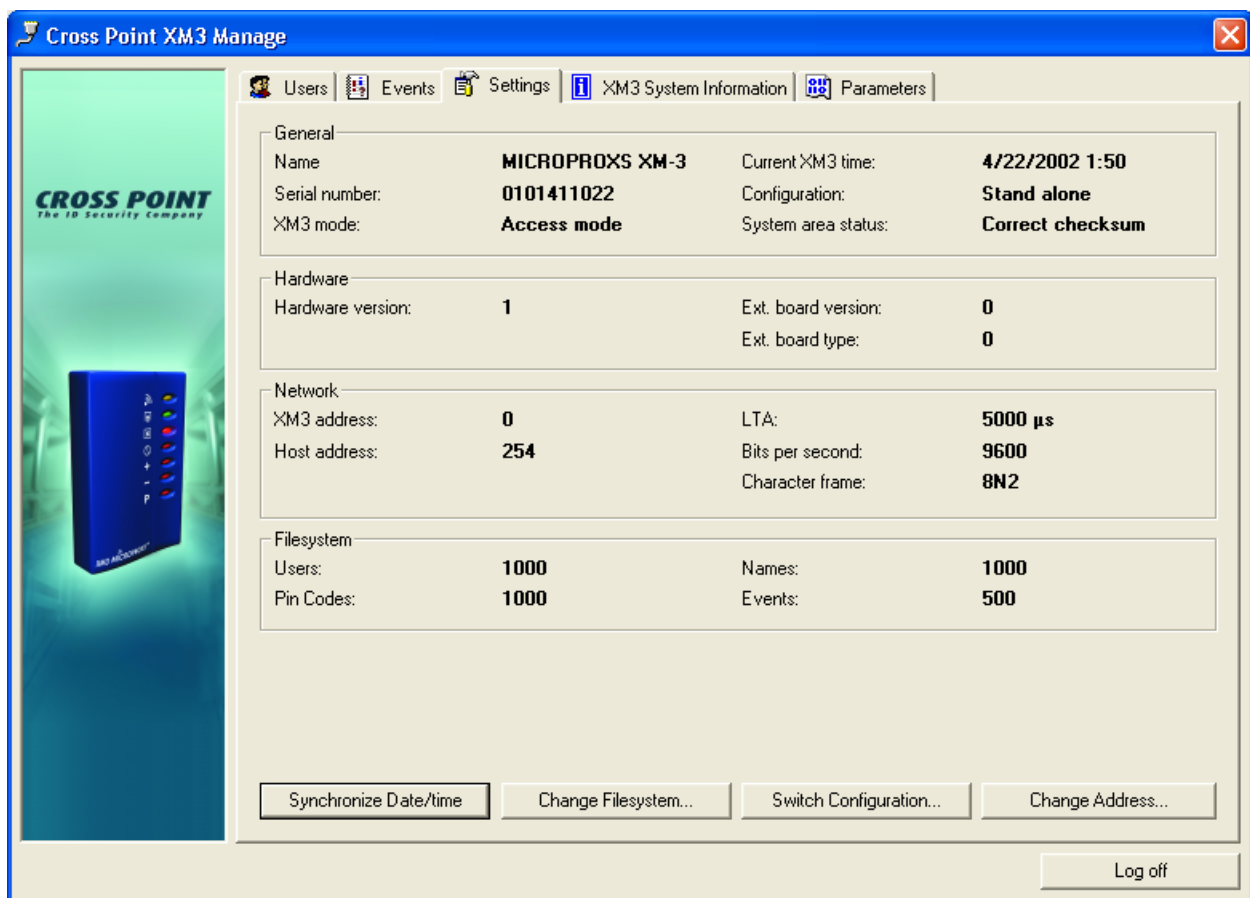 Cross Point XM3 Manage
Users Events Settings XM3 System Information Parameters
CROSS POINT
The ID Security Company
General
Name MICROPROXS XM-3 Current XM3 time: 4/22/2002 1:50
Serial number: 0101411022 Configuration: Stand alone
XM3 mode: Access mode System area status: Correct checksum
Hardware
Hardware version: 1 Ext. board version: 0
Ext. board type: 0
Network
XM3 address: 0 LTA: 5000 µs
Host address: 254 Bits per second: 9600
Character frame: 8N2
Filesystem
Users: 1000 Names: 1000
Pin Codes: 1000 Events: 500
P
Synchronize Date/time Change Filesystem... Switch Configuration... Change Address...
Log off